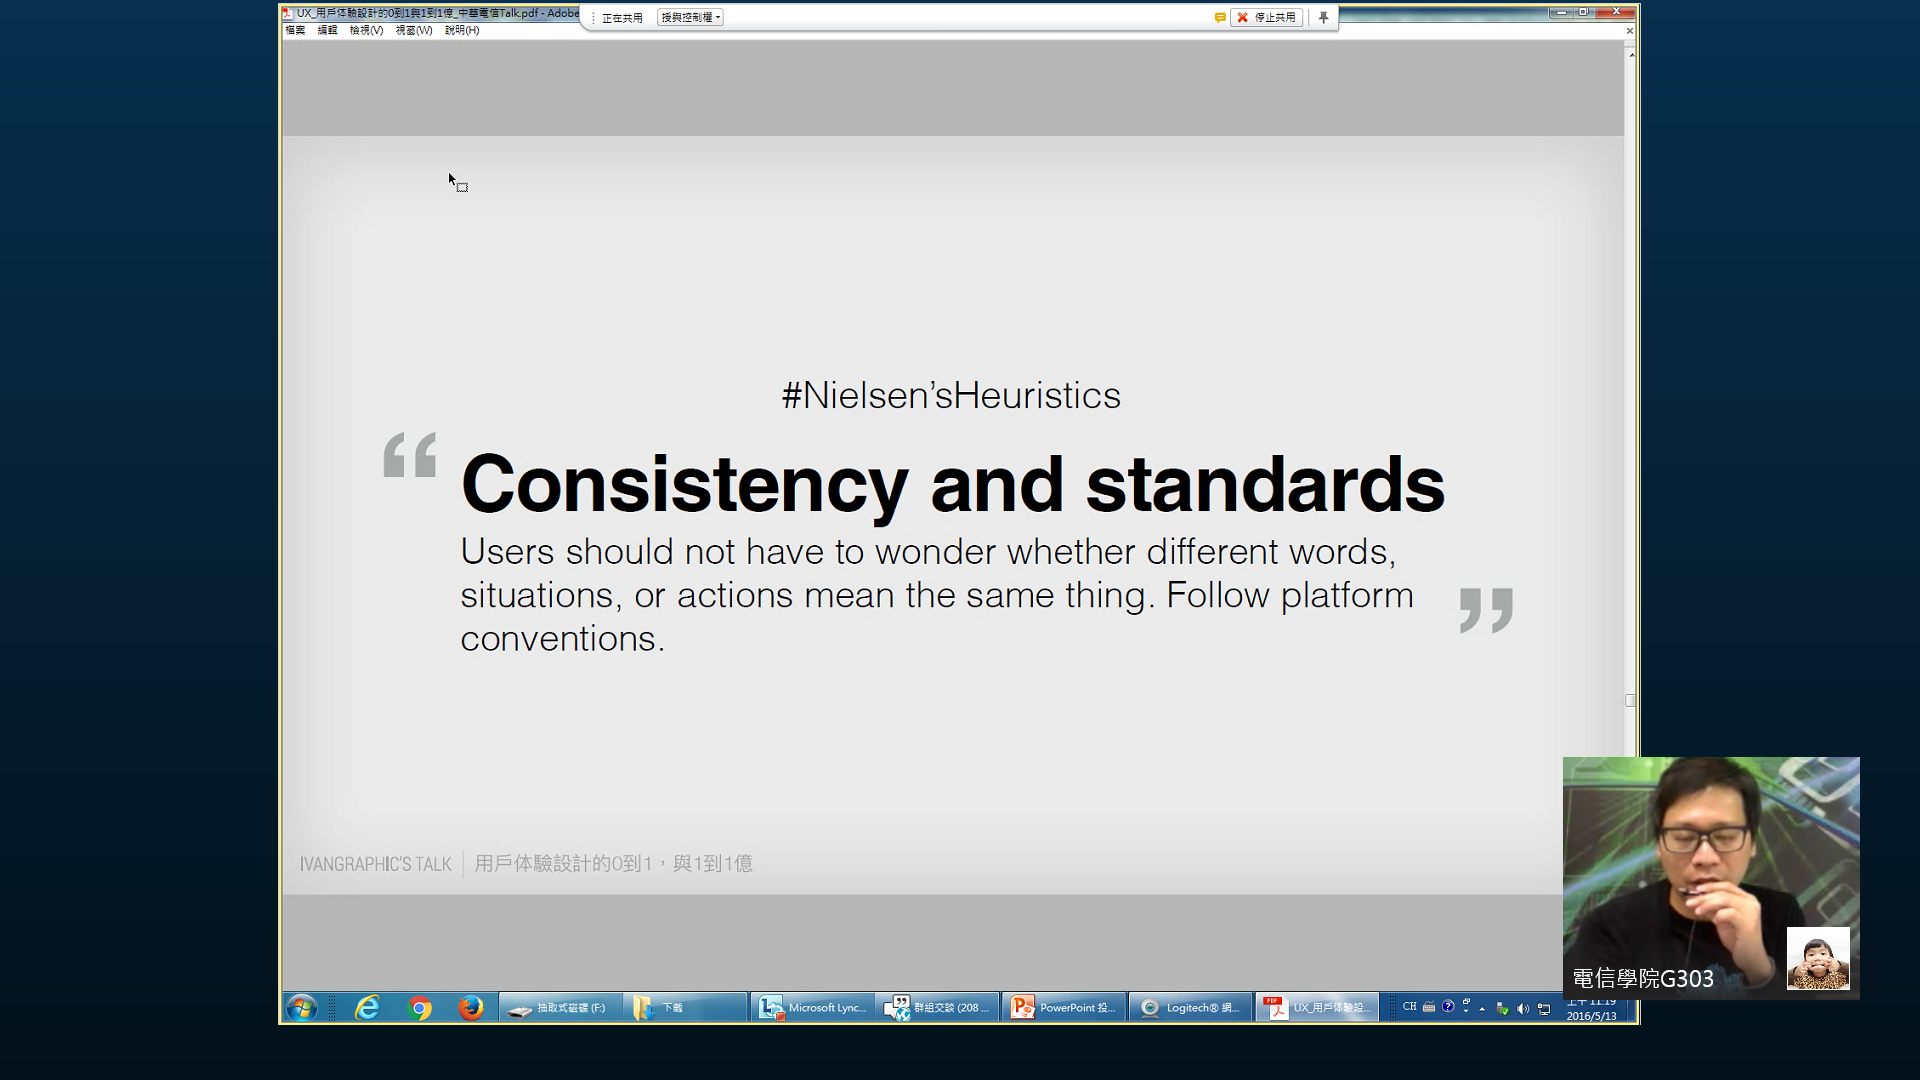 UX_用戶体驗設計的0到1與1到1億_中華電信Talk.pdf - Adobe
正在共用
授與控制權
停止共用
檔案 編輯 檢視(V) 視窗(W) 說明(H)
#Nielsen'sHeuristics
“ Consistency and standards
Users should not have to wonder whether different words,
situations, or actions mean the same thing. Follow platform
conventions. ”
IVANGRAPHIC'S TALK | 用戶体驗設計的0到1，與1到1億
電信學院G303
抽取式磁碟 (F:)
下載
Microsoft Lync...
群組交談 (208 ...
PowerPoint 投...
Logitech® 網...
UX_用戶体驗設...
CH
上午 11:19
2016/5/13